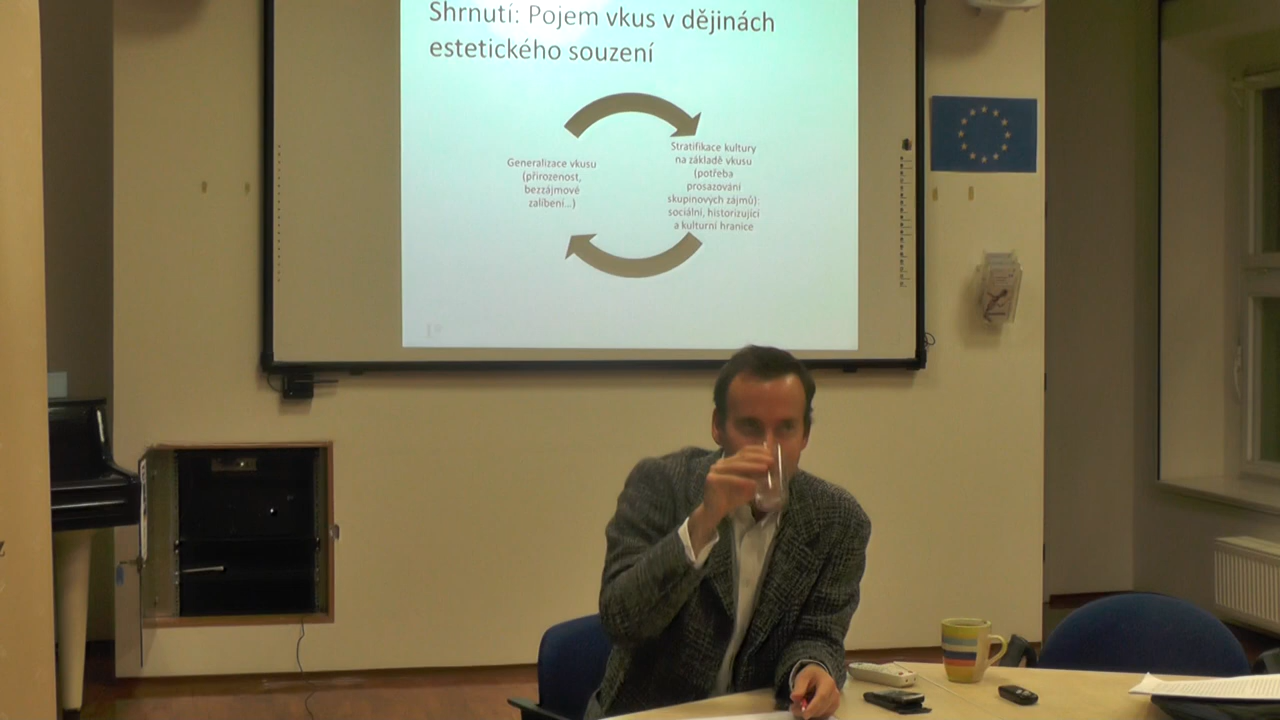 Shrnutí: Pojem vkus v dějinách
estetického souzení
Generalizace vkusu
(přirozenost,
bezzájmové
zalíbení...)
Stratifikace kultury
na základě vkusu
(potřeba
prosazování
skupinových zájmů):
sociální, historizující
a kulturní hranice